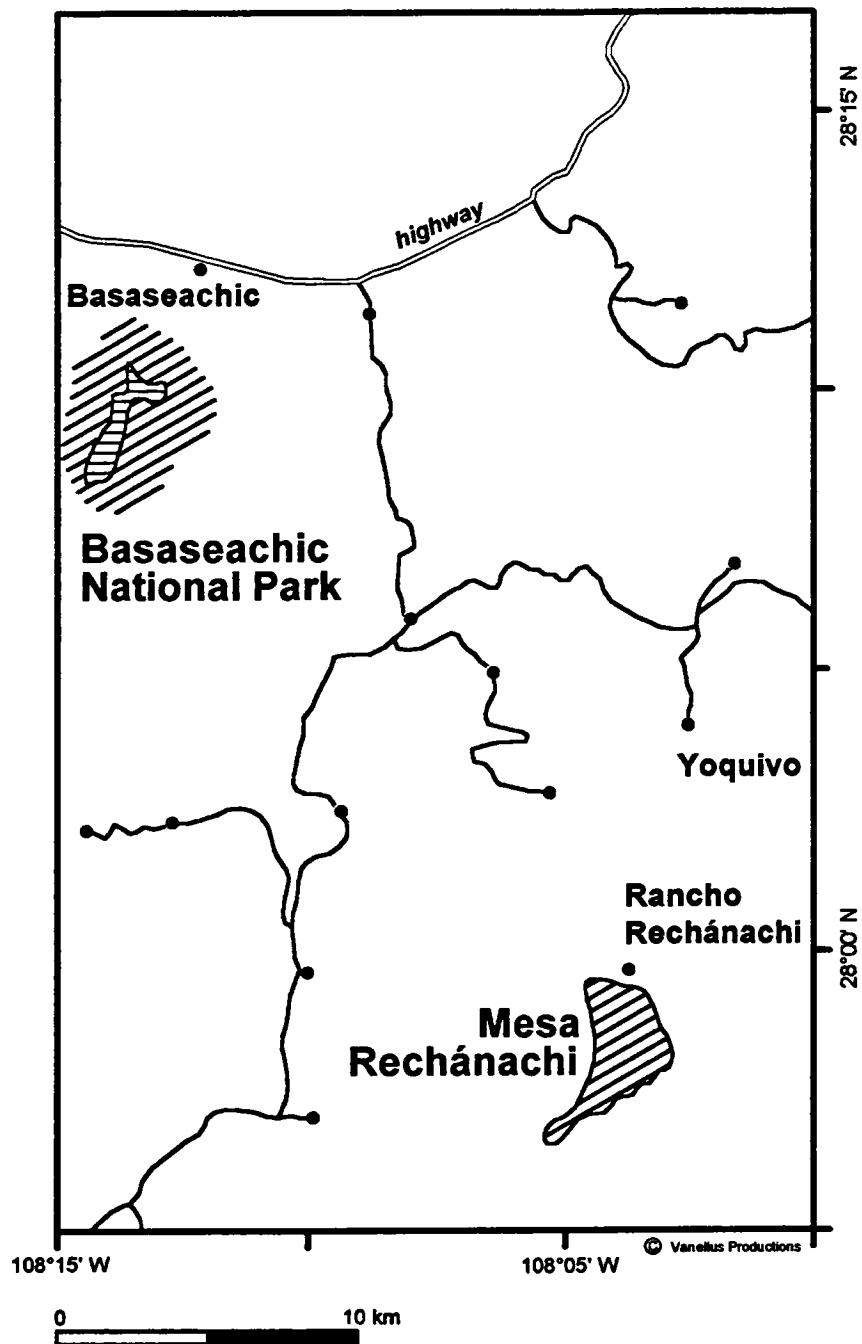 28°15' N
highway
Basaseachic
Basaseachic
National Park
Yoquivo
Rancho
Rechánachi
28°00' N
Mesa
Rechánachi
© Vanellus Productions
108°15' W
108°05' W
0
10 km